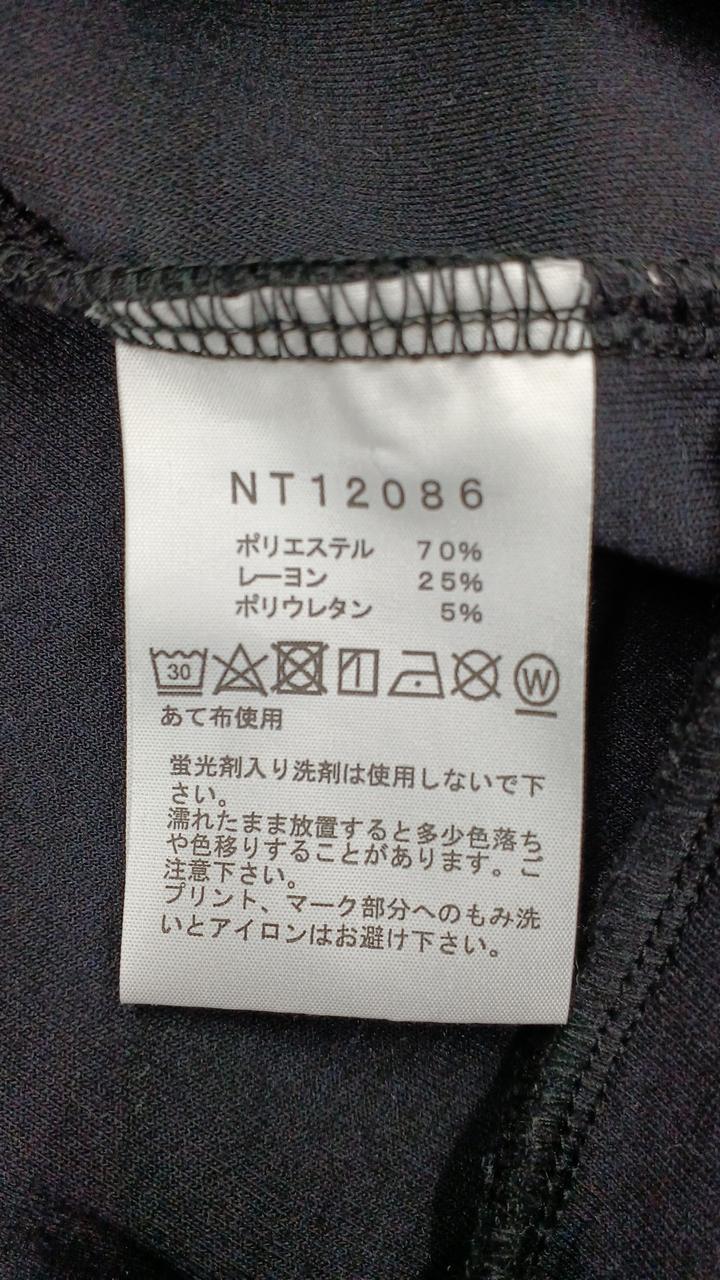 NT12086
ポリエステル 70%
レーヨン 25%
ポリウレタン 5%
30 W
あて布使用
蛍光剤入り洗剤は使用しないで下
さい。
濡れたまま放置すると多少色落ち
や色移りすることがあります。ご
注意下さい。
プリント、マーク部分へのもみ洗
いとアイロンはお避け下さい。